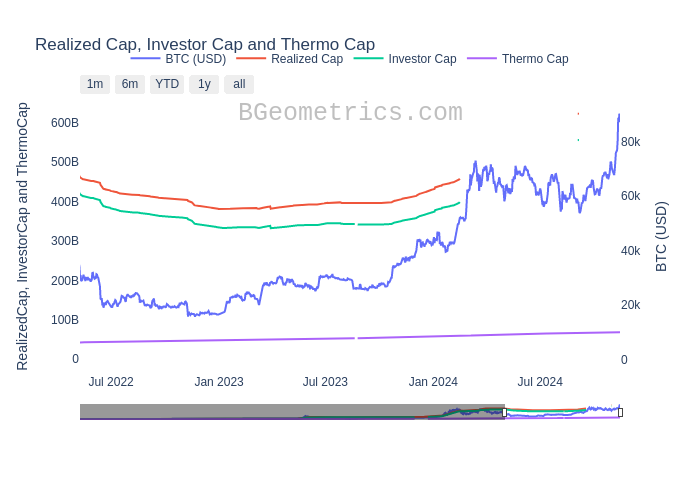 Realized Cap, Investor Cap and Thermo Cap
BTC (USD) Realized Cap Investor Cap Thermo Cap
1m 6m YTD 1y all
BGeometrics.com
RealizedCap, InvestorCap and ThermoCap
600B
500B
400B
300B
200B
100B
0
80k
60k
40k
20k
0
BTC (USD)
Jul 2022 Jan 2023 Jul 2023 Jan 2024 Jul 2024